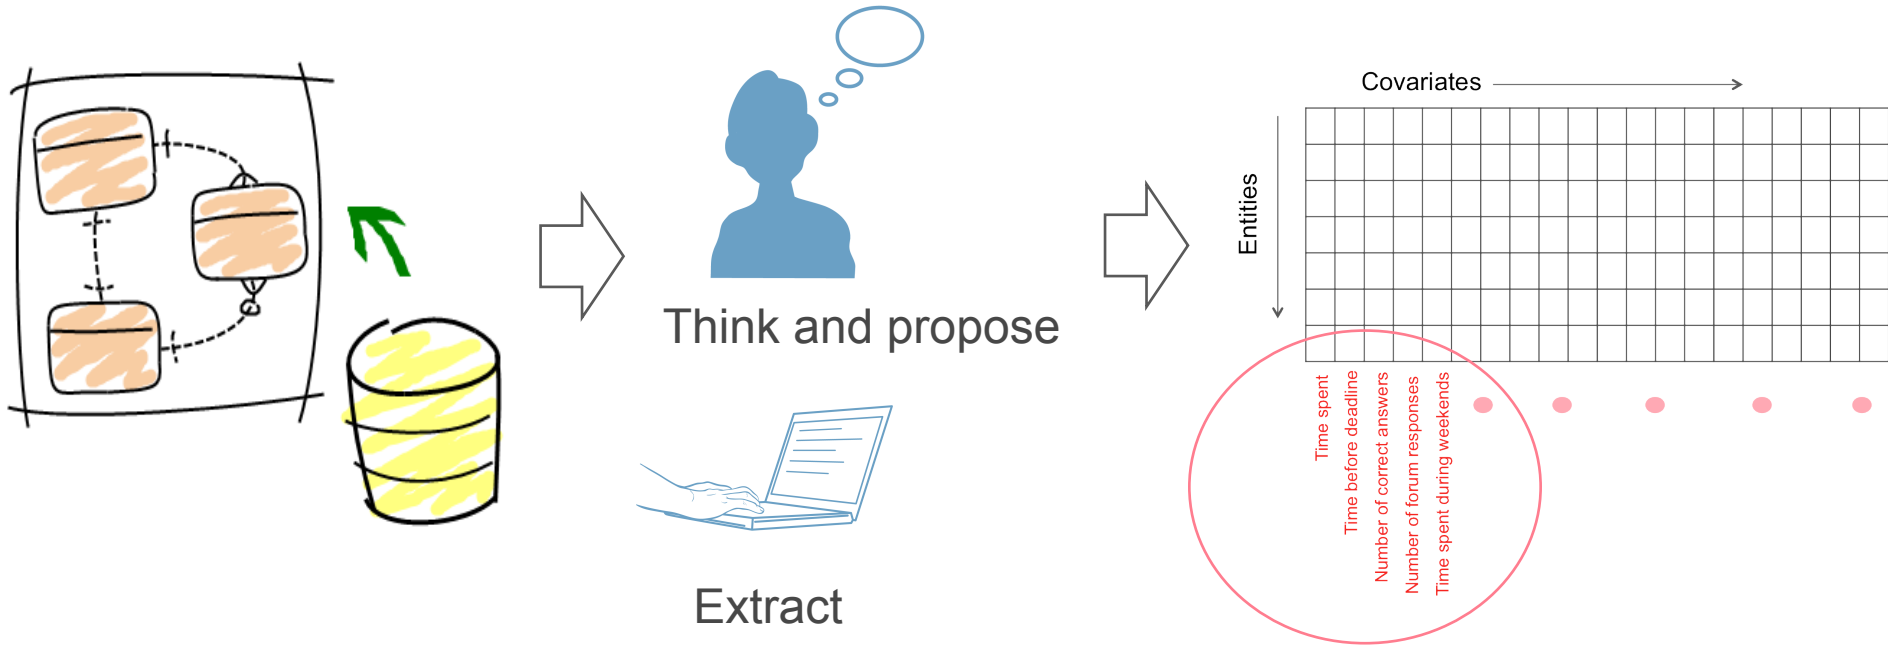 Think and propose
Extract
Covariates
Entities
Time spent
Time before deadline
Number of correct answers
Number of forum responses
Time spent during weekends